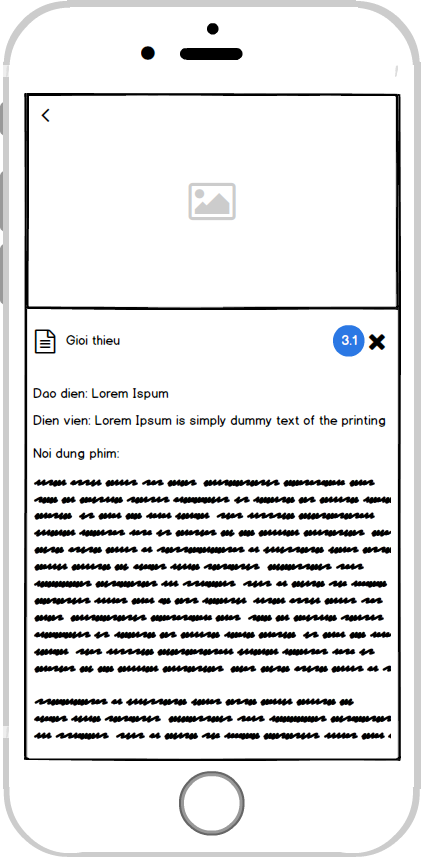 Gioi thieu
3.1
Dao dien: Lorem Ispum
Dien vien: Lorem Ipsum is simply dummy text of the printing
Noi dung phim: